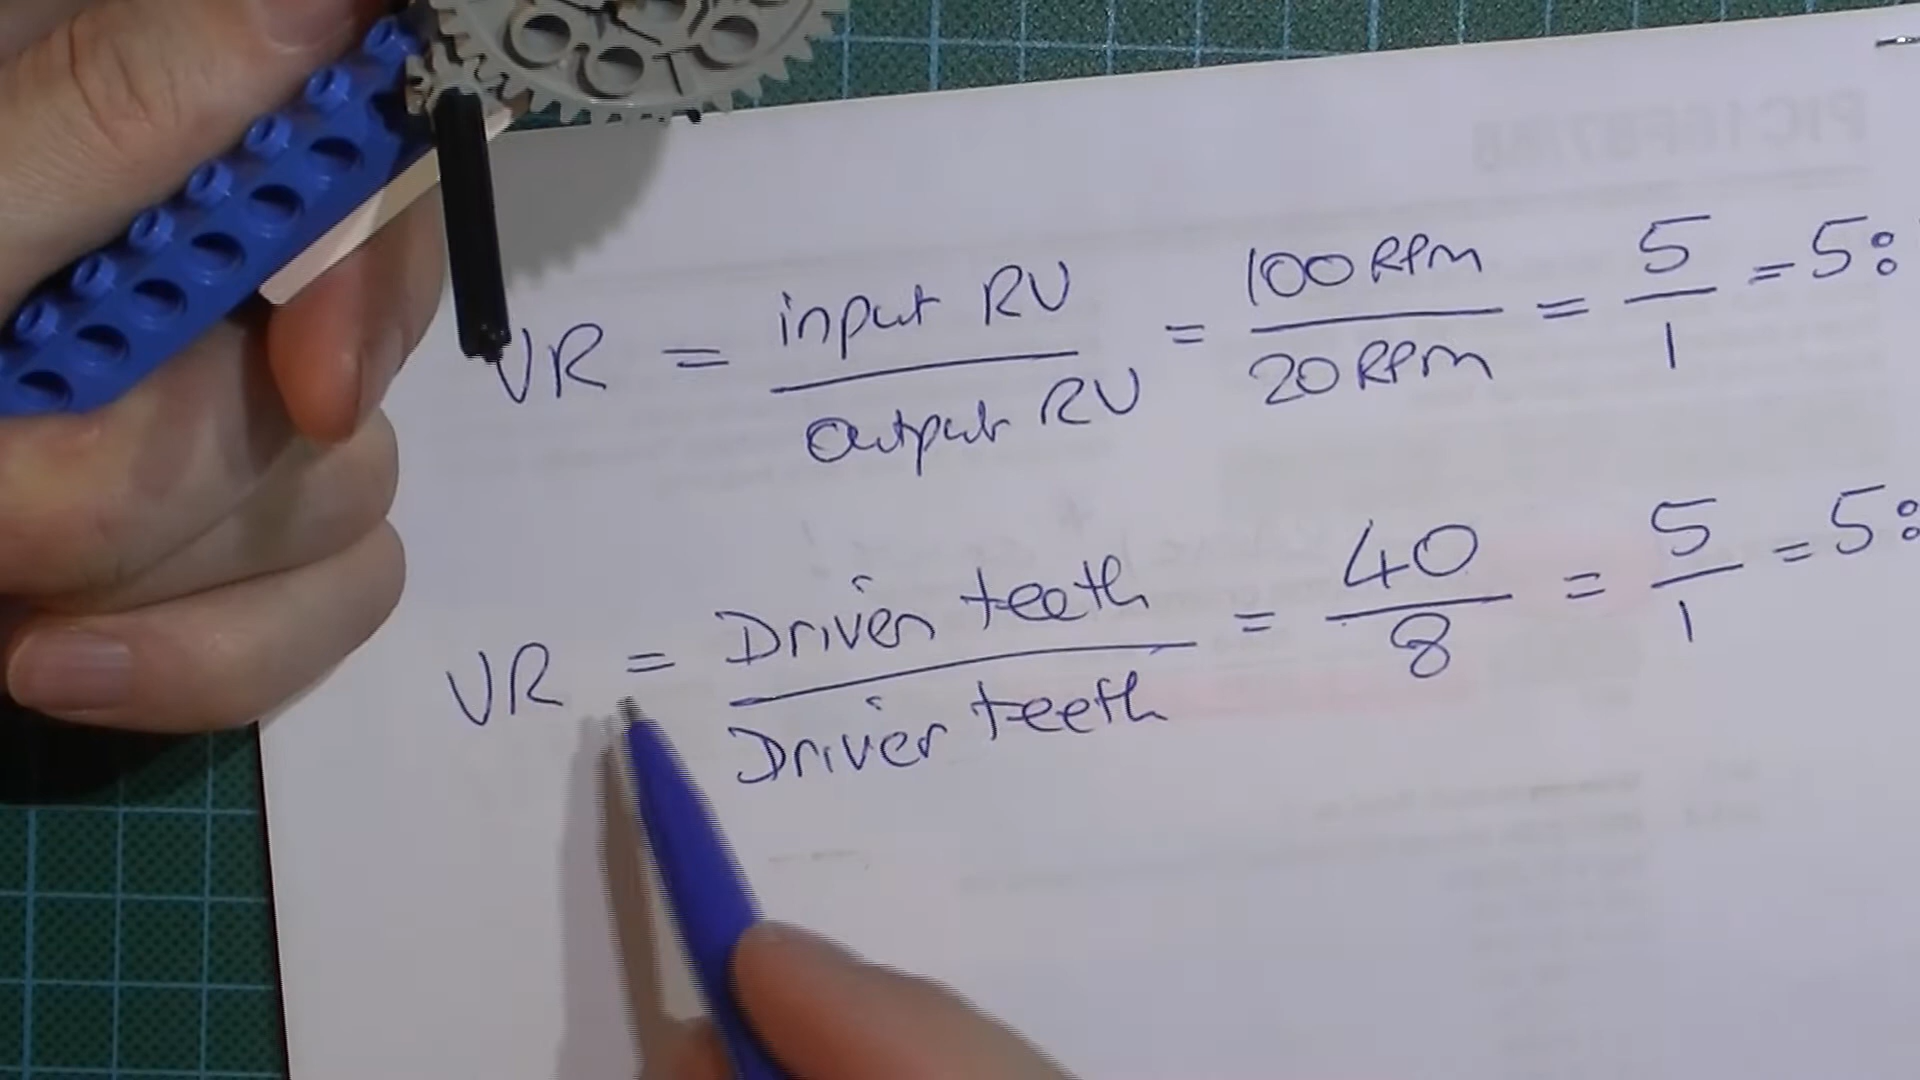 VR = input RV / output RV = 100 RPM / 20 RPM = 5 / 1 = 5:
VR = Driven teeth / Driver teeth = 40 / 8 = 5 / 1 = 5: